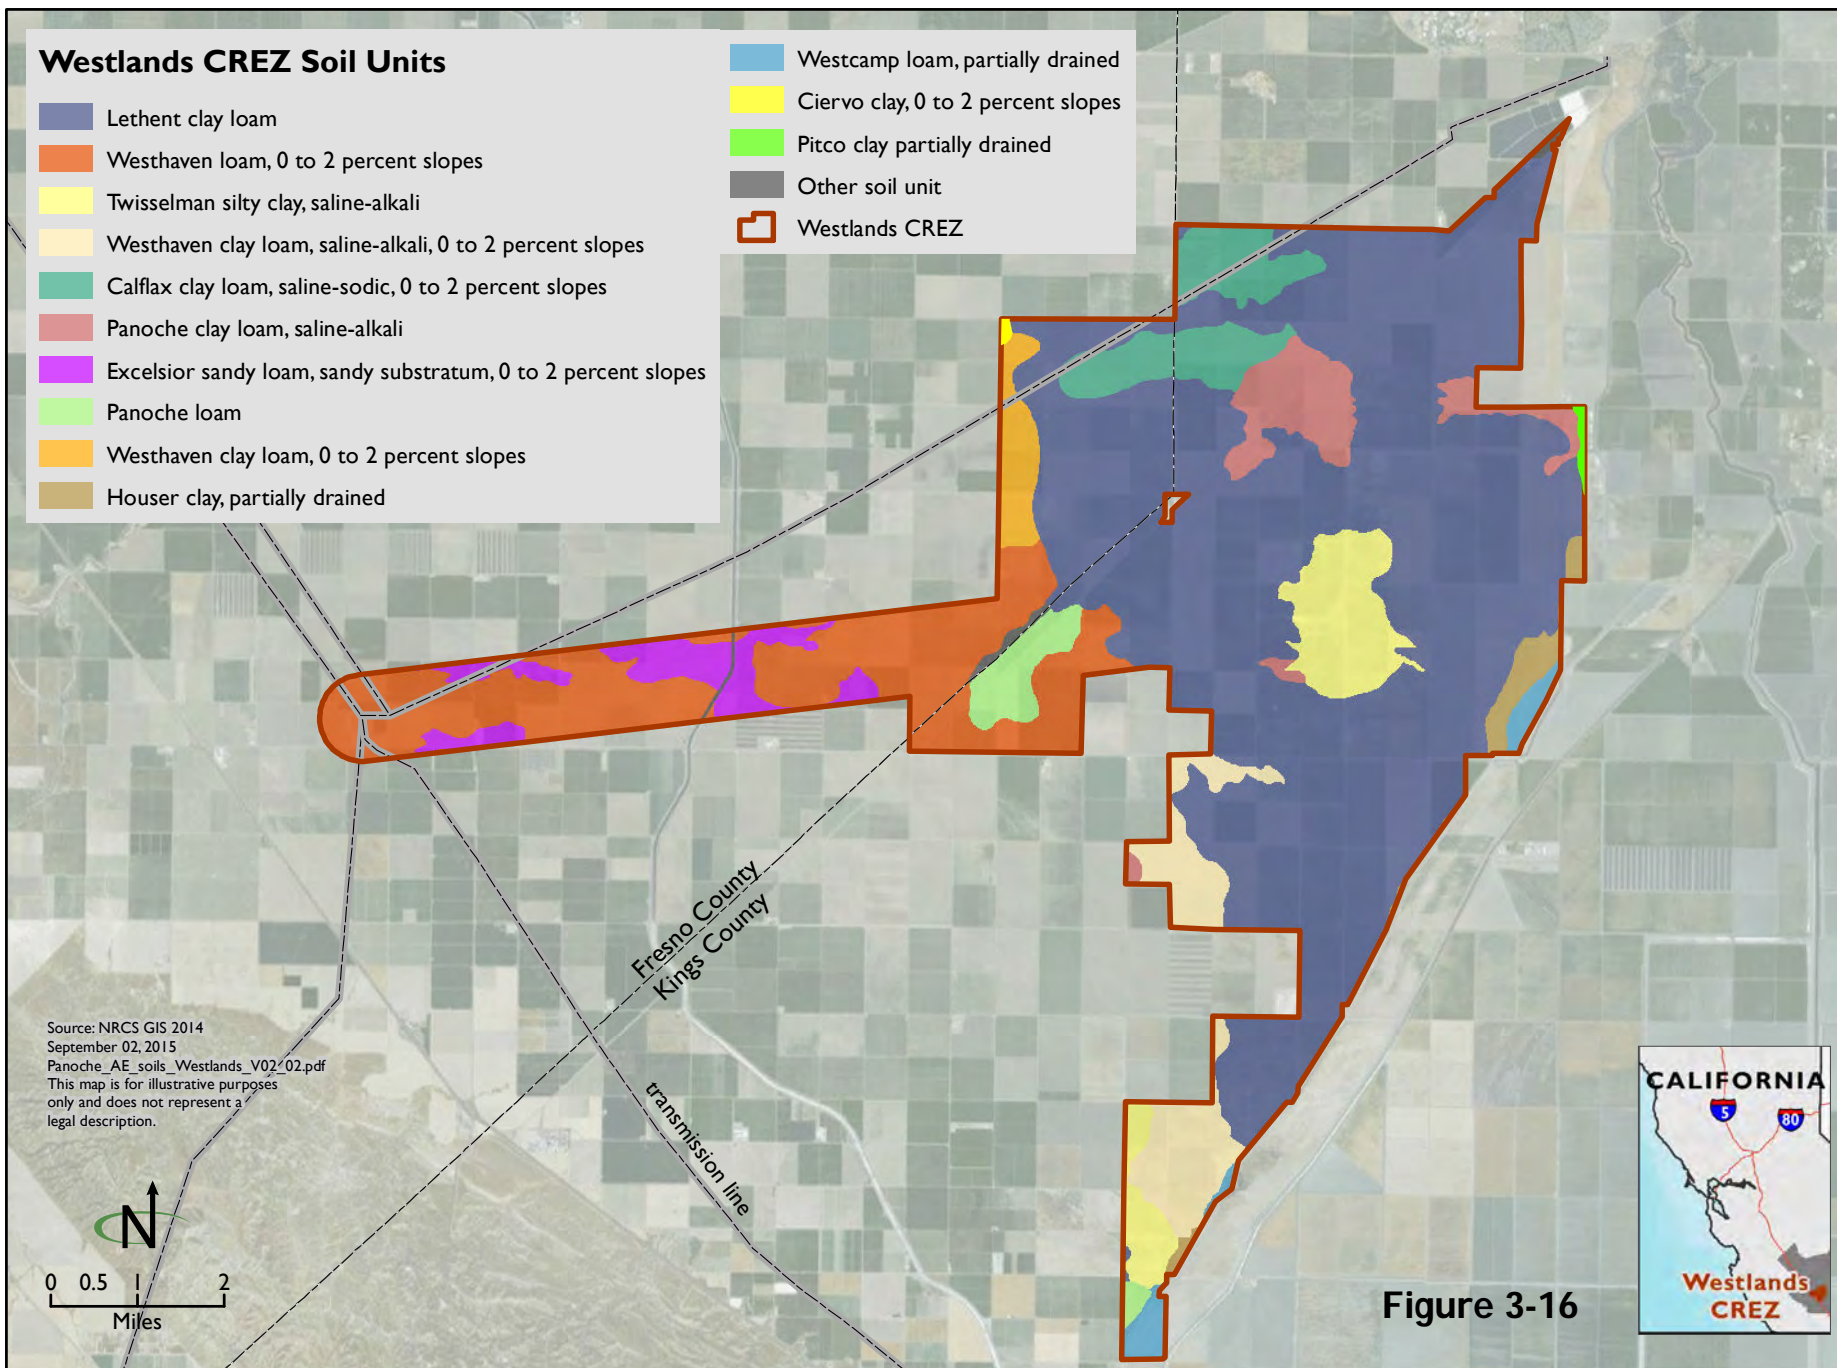 Westlands CREZ Soil Units
Lethent clay loam
Westhaven loam, 0 to 2 percent slopes
Twisselman silty clay, saline-alkali
Westhaven clay loam, saline-alkali, 0 to 2 percent slopes
Calflax clay loam, saline-sodic, 0 to 2 percent slopes
Panoche clay loam, saline-alkali
Excelsior sandy loam, sandy substratum, 0 to 2 percent slopes
Panoche loam
Westhaven clay loam, 0 to 2 percent slopes
Houser clay, partially drained
Westcamp loam, partially drained
Ciervo clay, 0 to 2 percent slopes
Pitco clay partially drained
Other soil unit
Westlands CREZ
Fresno County
Kings County
transmission line
Source: NRCS GIS 2014
September 02, 2015
Panoche_AE_soils_Westlands_V02_02.pdf
This map is for illustrative purposes
only and does not represent a
legal description.
N
0 0.5 1 2
Miles
Figure 3-16
CALIFORNIA
5
80
Westlands
CREZ